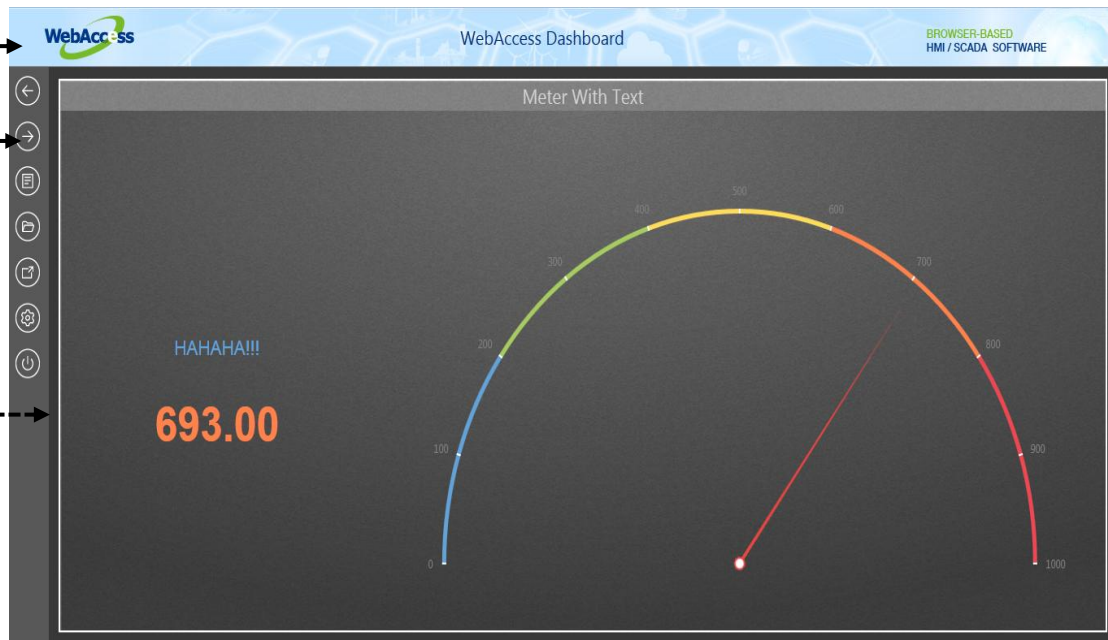 WebAccess
WebAccess Dashboard
BROWSER-BASED
HMI / SCADA SOFTWARE
Meter With Text
500
400
600
300
700
HAHAHA!!!
200
800
693.00
100
900
0
1000